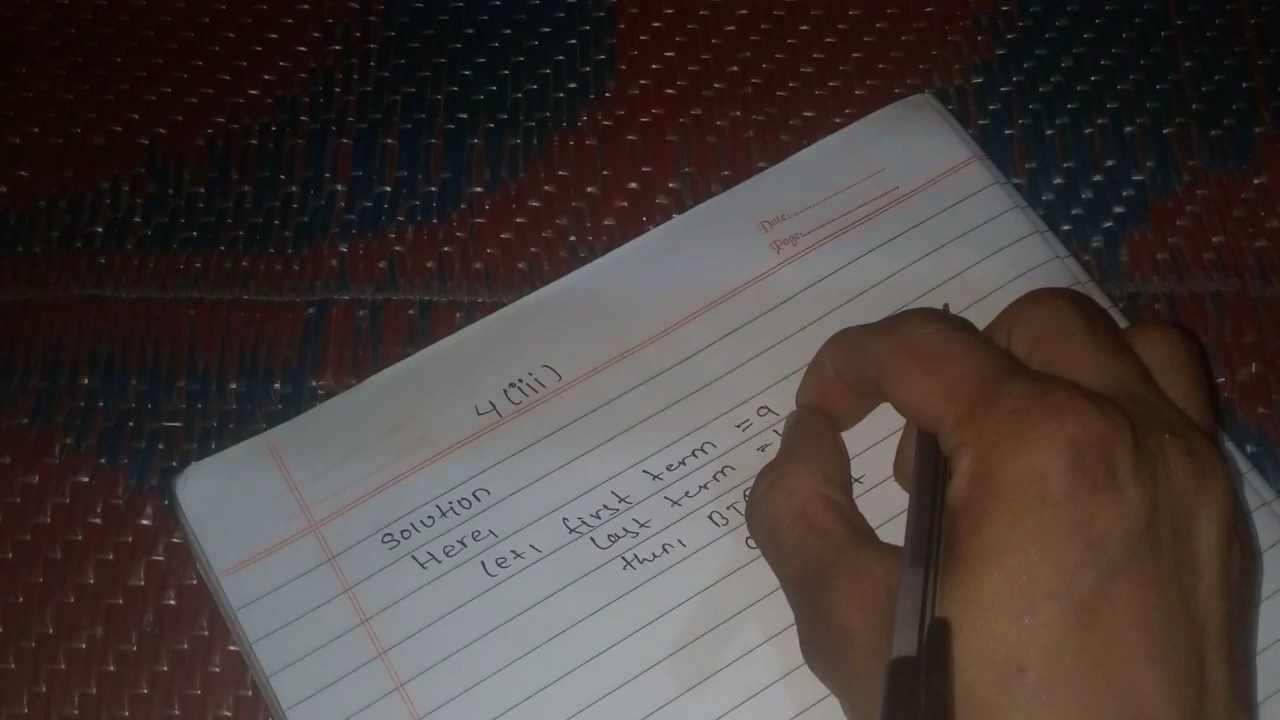 Date:
Page:
4(iii)
solution
Here,
let, first term = a
last term =
then,